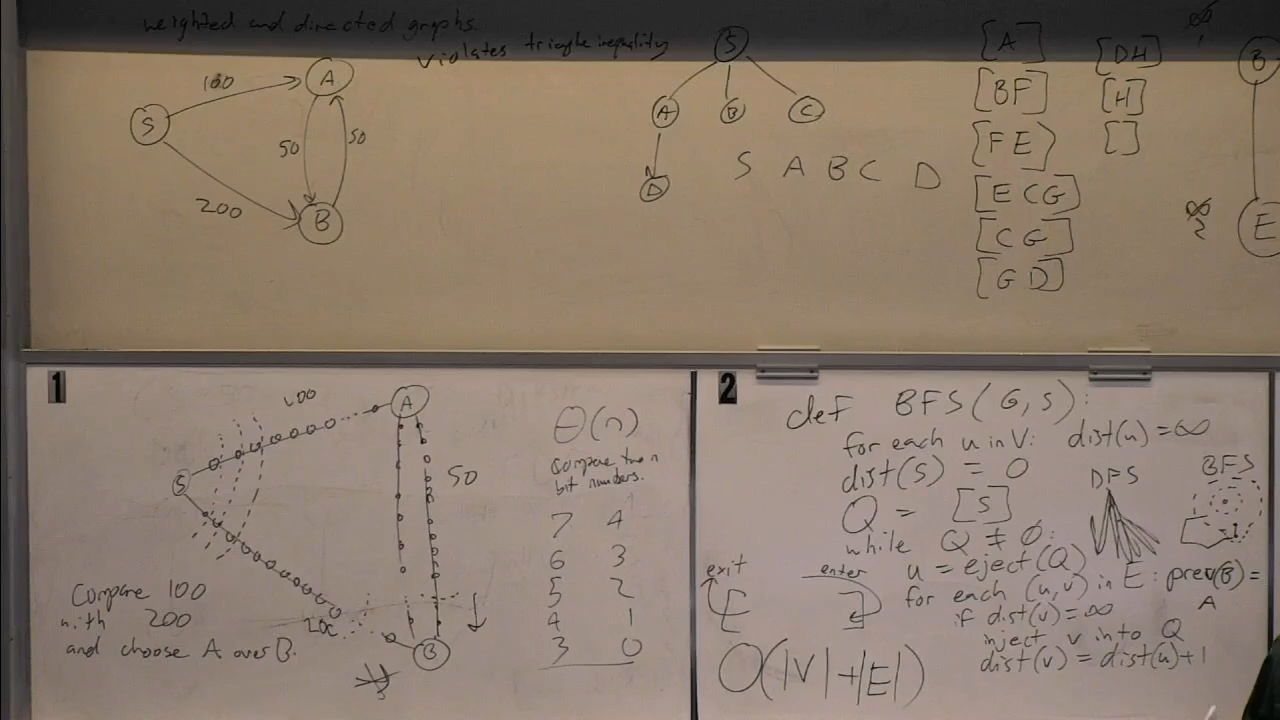 weighted and directed graphs.
violates triangle inequality
100
A
S
50
50
200
B
S
A
B
C
D
S A B C D
[A]
[BF]
[FE]
[ECG]
[CG]
[GD]
[DH]
[H]
[]
∞
1
B
∞
2
E
1
100
A
S
50
200
B
Compare 100
with 200
and choose A over B.
Θ(n)
compare two n
bit numbers.
7 4
6 3
5 2
4 1
3 0
2
def BFS(G,S):
for each u in V: dist(u)=∞
dist(S) = 0
Q = [S]
while Q ≠ ∅:
u = eject(Q)
for each (u,v) in E: prev(B)=
A
if dist(v)=∞
inject v into Q
dist(v) = dist(u)+1
DFS
BFS
exit
enter
O(|V|+|E|)